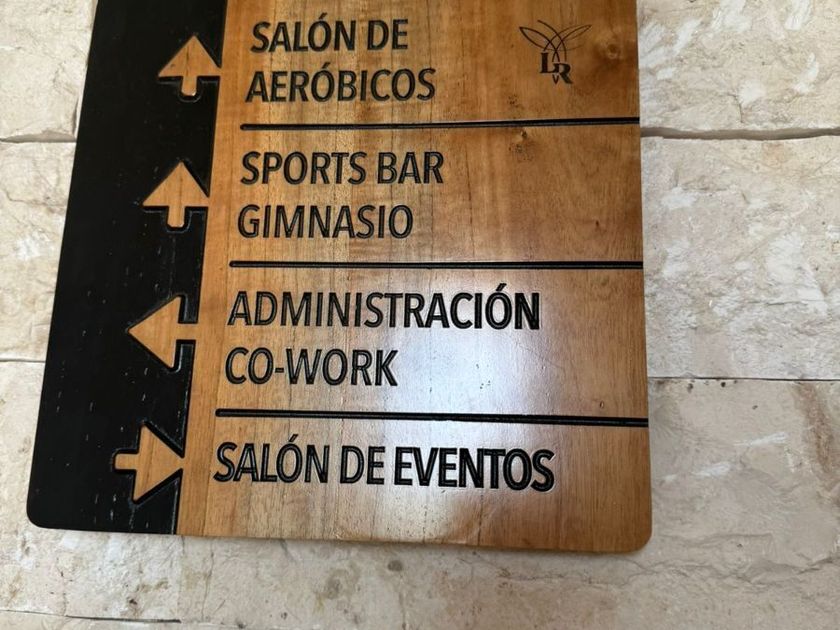 SALÓN DE
AERÓBICOS
LR
SPORTS BAR
GIMNASIO
ADMINISTRACIÓN
CO-WORK
SALÓN DE EVENTOS